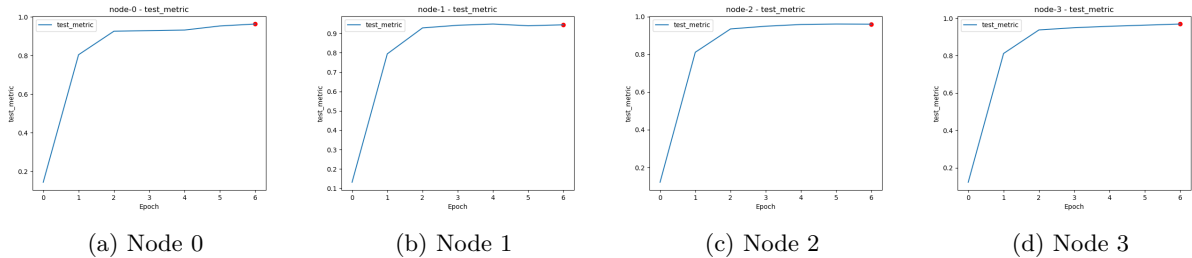 node-0 - test_metric
test_metric
1.0
0.8
0.6
0.4
0.2
test_metric
0 1 2 3 4 5 6
Epoch
(a) Node 0
node-1 - test_metric
test_metric
0.9
0.8
0.7
0.6
0.5
0.4
0.3
0.2
0.1
test_metric
0 1 2 3 4 5 6
Epoch
(b) Node 1
node-2 - test_metric
test_metric
1.0
0.8
0.6
0.4
0.2
test_metric
0 1 2 3 4 5 6
Epoch
(c) Node 2
node-3 - test_metric
test_metric
1.0
0.8
0.6
0.4
0.2
test_metric
0 1 2 3 4 5 6
Epoch
(d) Node 3